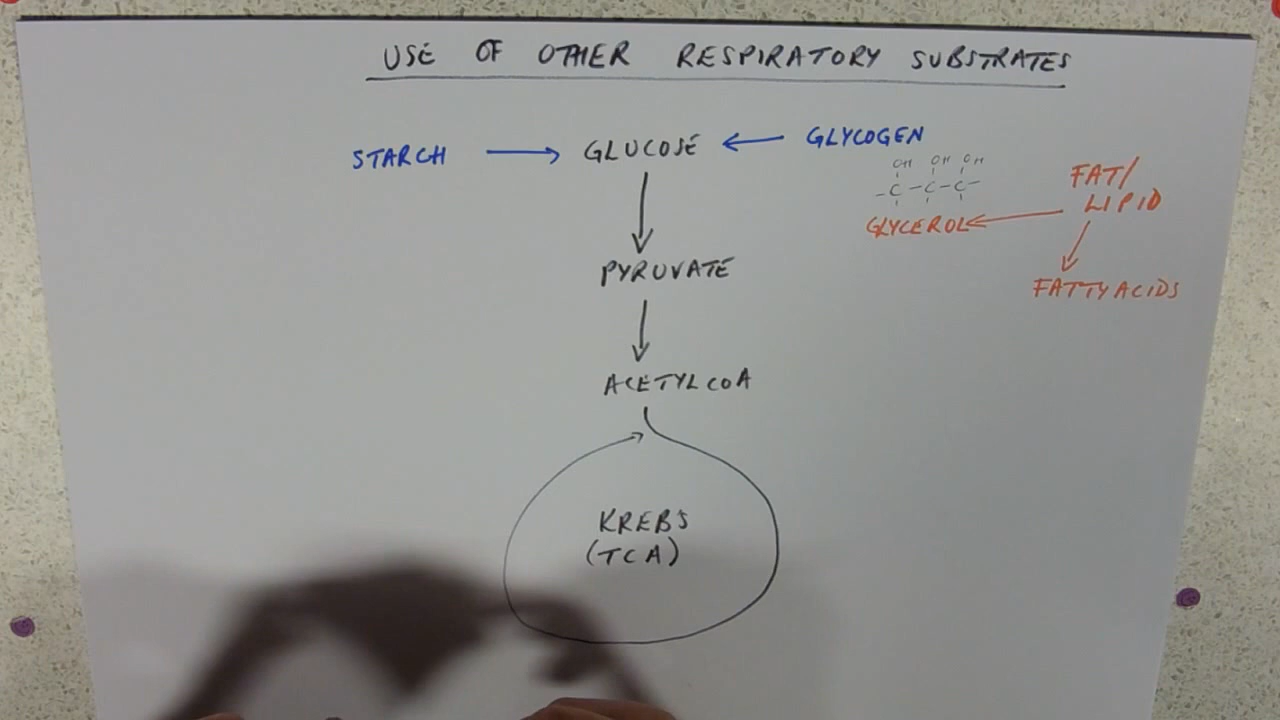 USE OF OTHER RESPIRATORY SUBSTRATES
STARCH → GLUCOSE ← GLYCOGEN
OH OH OH
-C-C-C-
FAT/
LIPID
GLYCEROL
FATTY ACIDS
PYRUVATE
ACETYL COA
KREBS
(TCA)